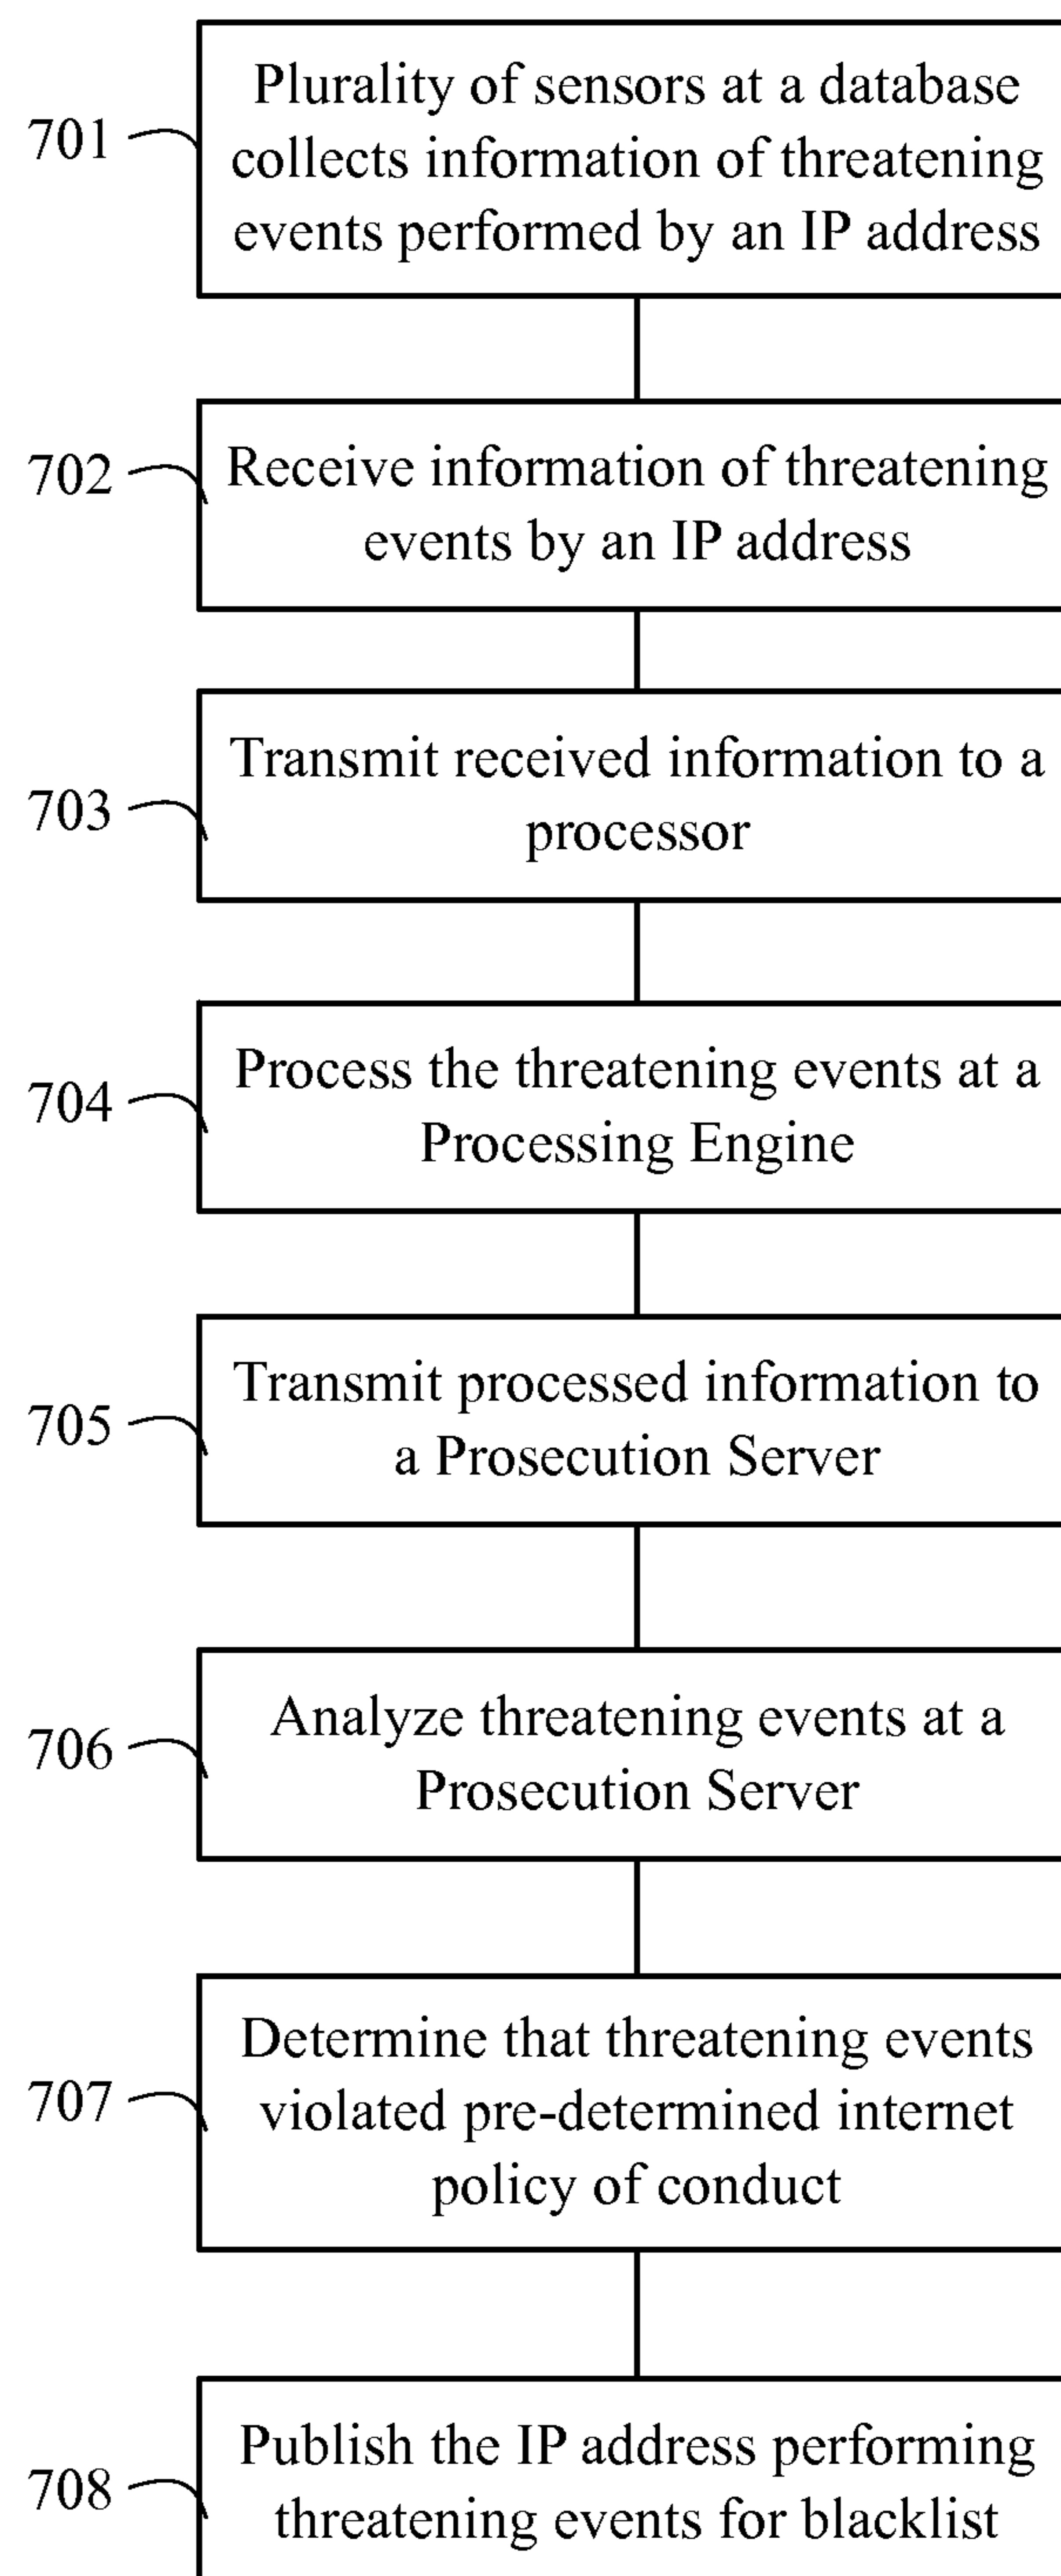 701
Plurality of sensors at a database
collects information of threatening
events performed by an IP address
702
Receive information of threatening
events by an IP address
703
Transmit received information to a
processor
704
Process the threatening events at a
Processing Engine
705
Transmit processed information to
a Prosecution Server
706
Analyze threatening events at a
Prosecution Server
707
Determine that threatening events
violated pre-determined internet
policy of conduct
708
Publish the IP address performing
threatening events for blacklist